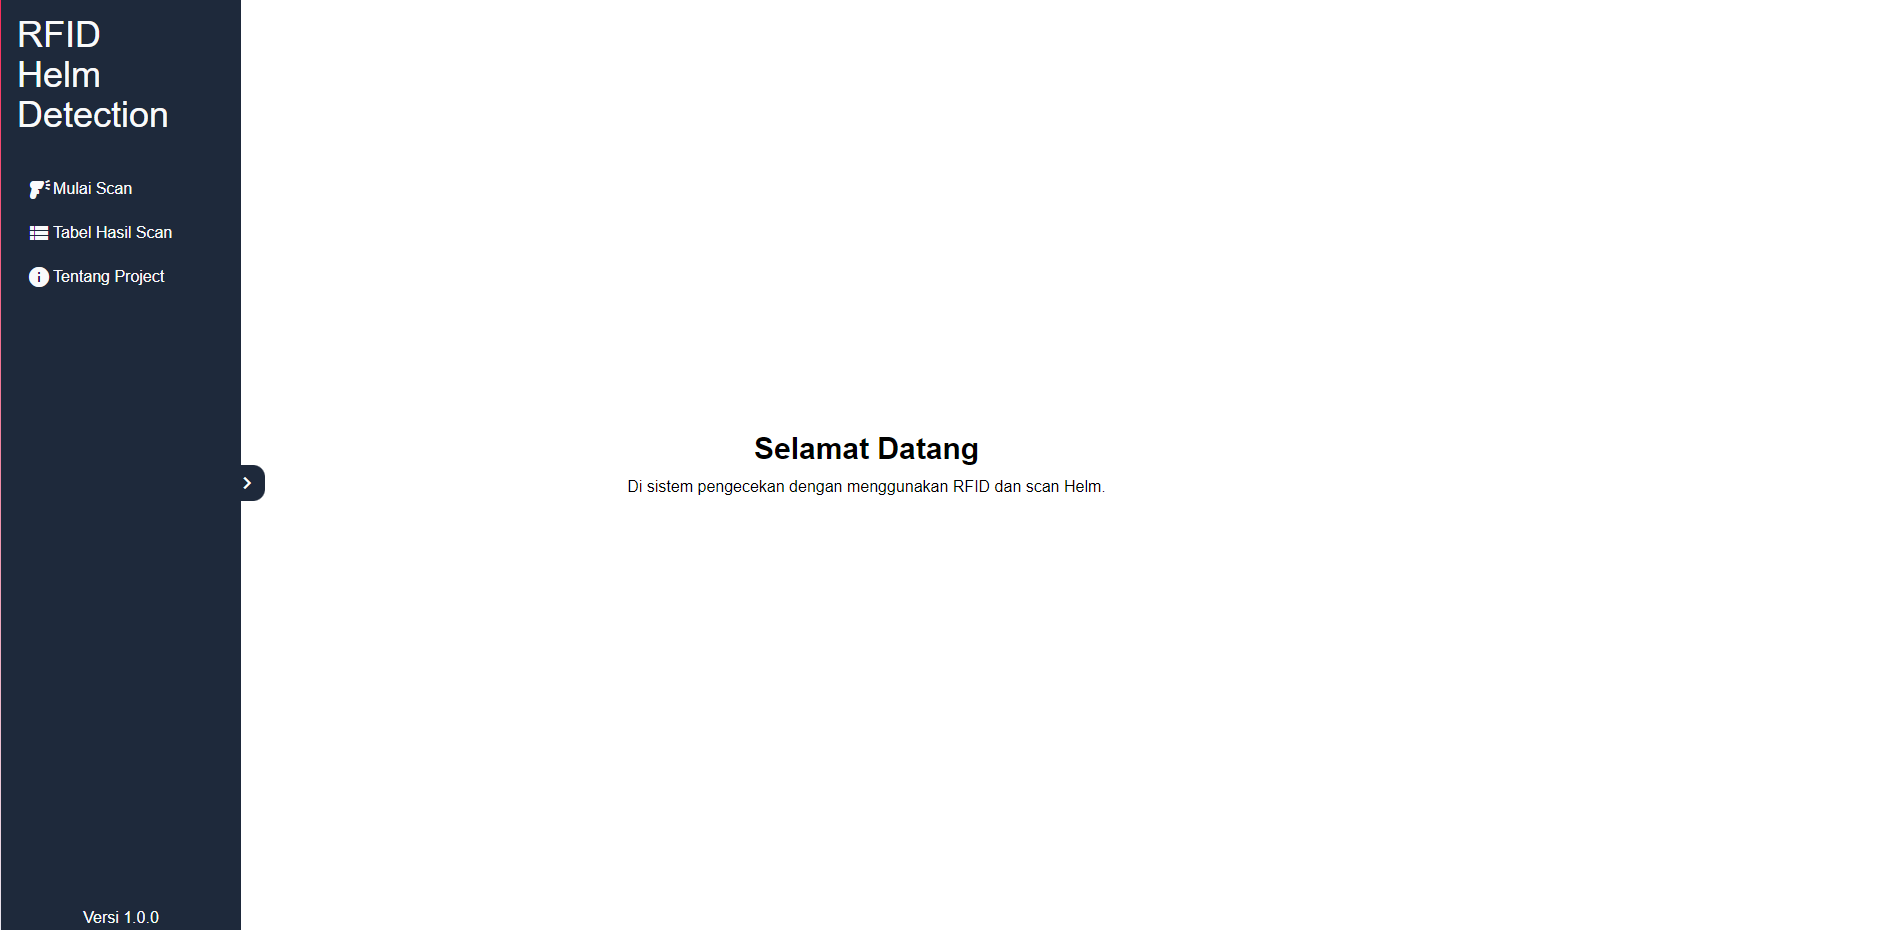 RFID
Helm
Detection
Mulai Scan
Tabel Hasil Scan
Tentang Project
Selamat Datang
Di sistem pengecekan dengan menggunakan RFID dan scan Helm.
Versi 1.0.0